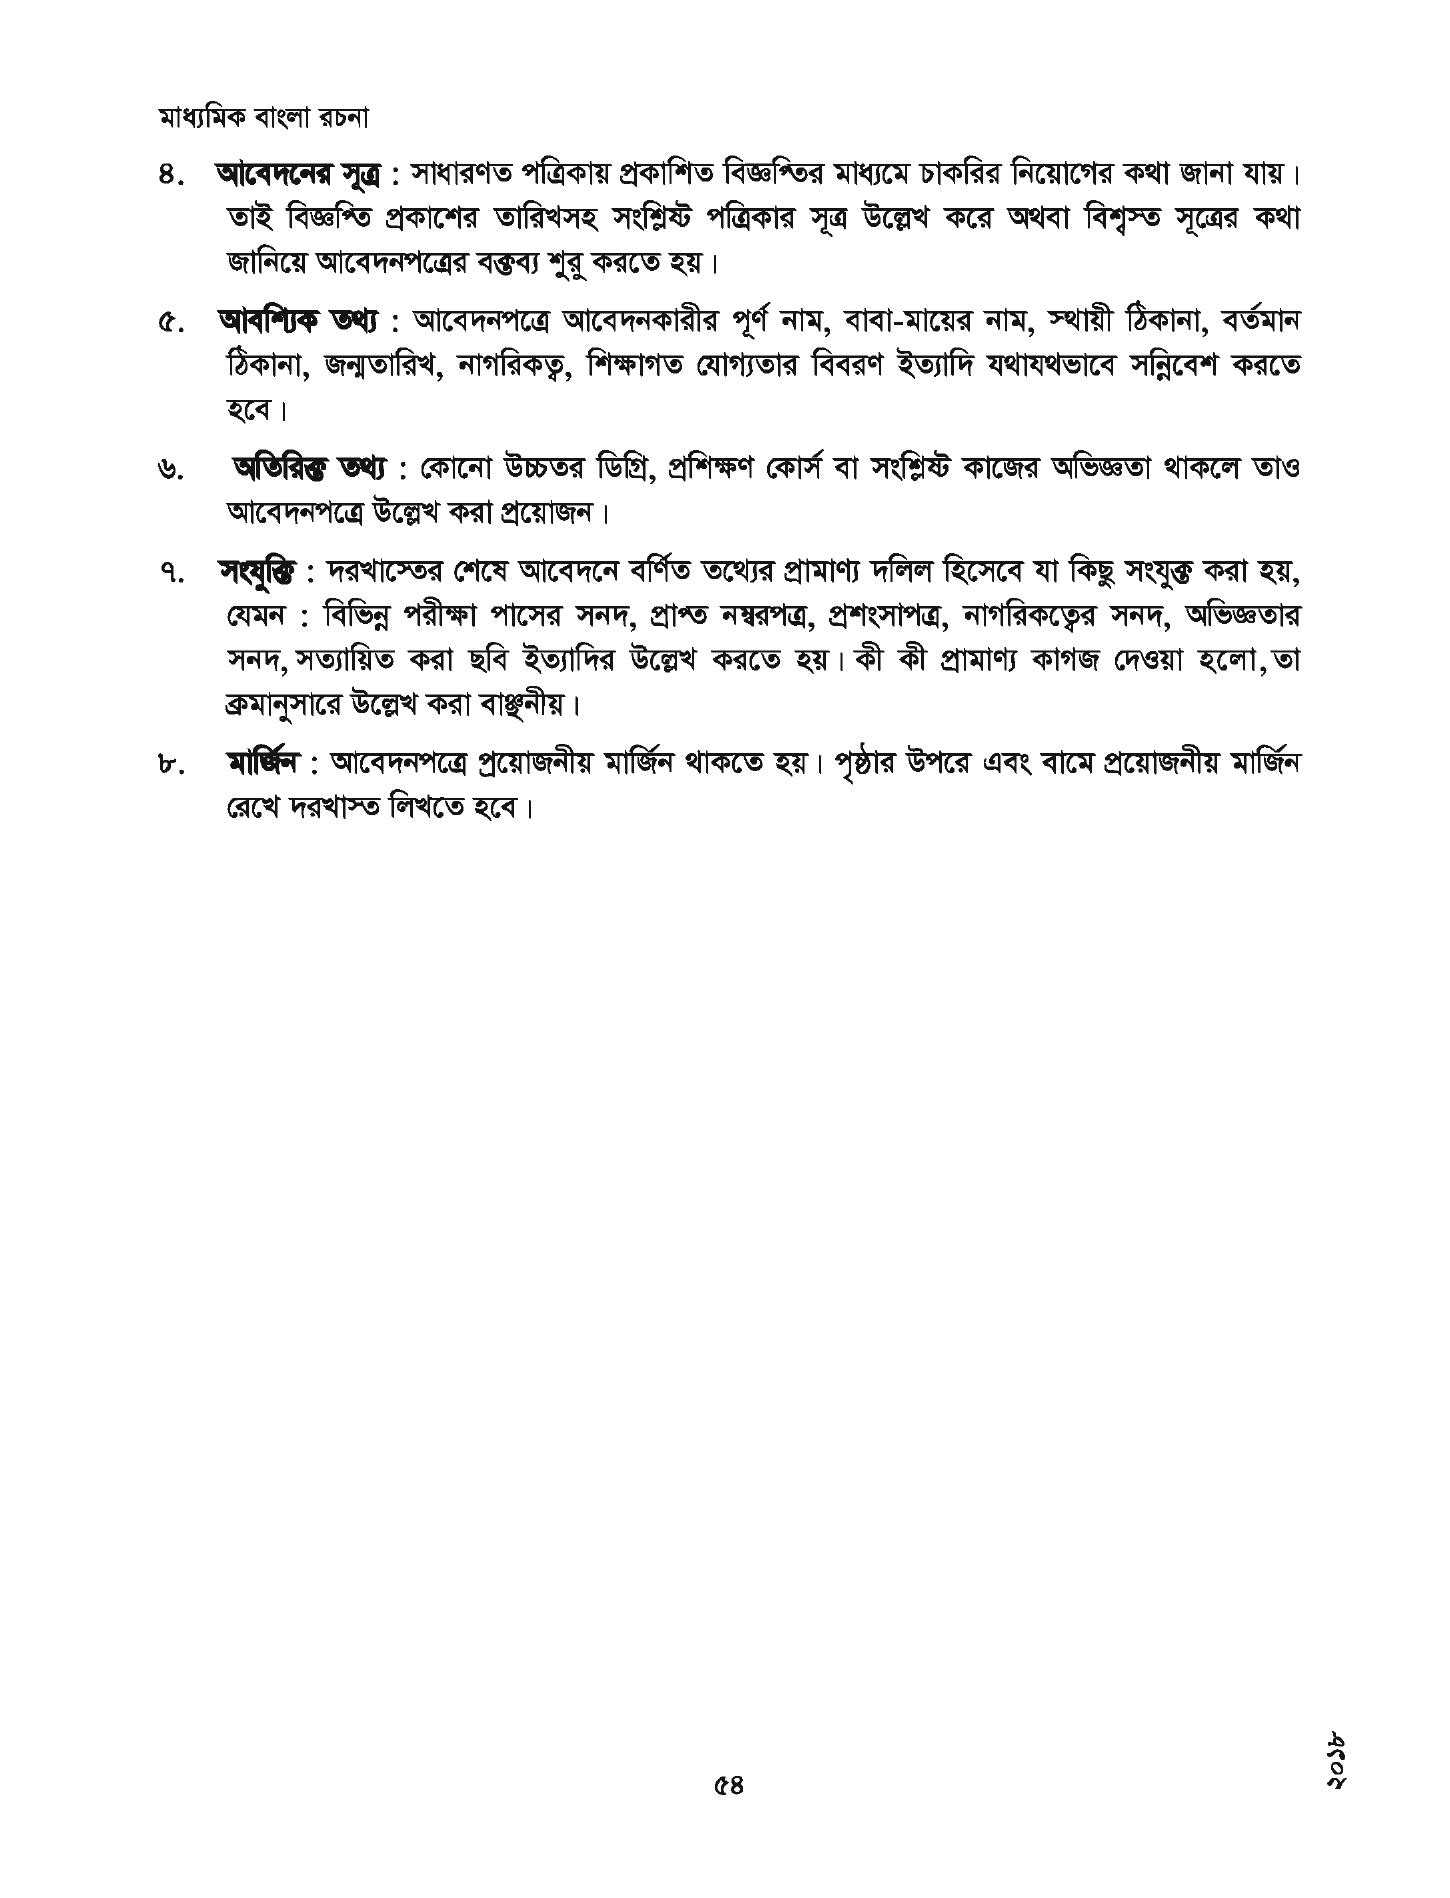 মাধ্যমিক বাংলা রচনা
৪. আবেদনের সূত্র : সাধারণত পত্রিকায় প্রকাশিত বিজ্ঞপ্তির মাধ্যমে চাকরির নিয়োগের কথা জানা যায়।
তাই বিজ্ঞপ্তি প্রকাশের তারিখসহ সংশ্লিষ্ট পত্রিকার সূত্র উল্লেখ করে অথবা বিশ্বস্ত সূত্রের কথা
জানিয়ে আবেদনপত্রের বক্তব্য শুরু করতে হয়।
৫. আবশ্যিক তথ্য : আবেদনপত্রে আবেদনকারীর পূর্ণ নাম, বাবা-মায়ের নাম, স্থায়ী ঠিকানা, বর্তমান
ঠিকানা, জন্মতারিখ, নাগরিকত্ব, শিক্ষাগত যোগ্যতার বিবরণ ইত্যাদি যথাযথভাবে সন্নিবেশ করতে
হবে।
৬. অতিরিক্ত তথ্য : কোনো উচ্চতর ডিগ্রি, প্রশিক্ষণ কোর্স বা সংশ্লিষ্ট কাজের অভিজ্ঞতা থাকলে তাও
আবেদনপত্রে উল্লেখ করা প্রয়োজন।
৭. সংযুক্তি : দরখাস্তের শেষে আবেদনে বর্ণিত তথ্যের প্রামাণ্য দলিল হিসেবে যা কিছু সংযুক্ত করা হয়,
যেমন : বিভিন্ন পরীক্ষা পাসের সনদ, প্রাপ্ত নম্বরপত্র, প্রশংসাপত্র, নাগরিকত্বের সনদ, অভিজ্ঞতার
সনদ, সত্যায়িত করা ছবি ইত্যাদির উল্লেখ করতে হয়। কী কী প্রামাণ্য কাগজ দেওয়া হলো, তা
ক্রমানুসারে উল্লেখ করা বাঞ্ছনীয়।
৮. মার্জিন : আবেদনপত্রে প্রয়োজনীয় মার্জিন থাকতে হয়। পৃষ্ঠার উপরে এবং বামে প্রয়োজনীয় মার্জিন
রেখে দরখাস্ত লিখতে হবে।
৫৪
২০১৮